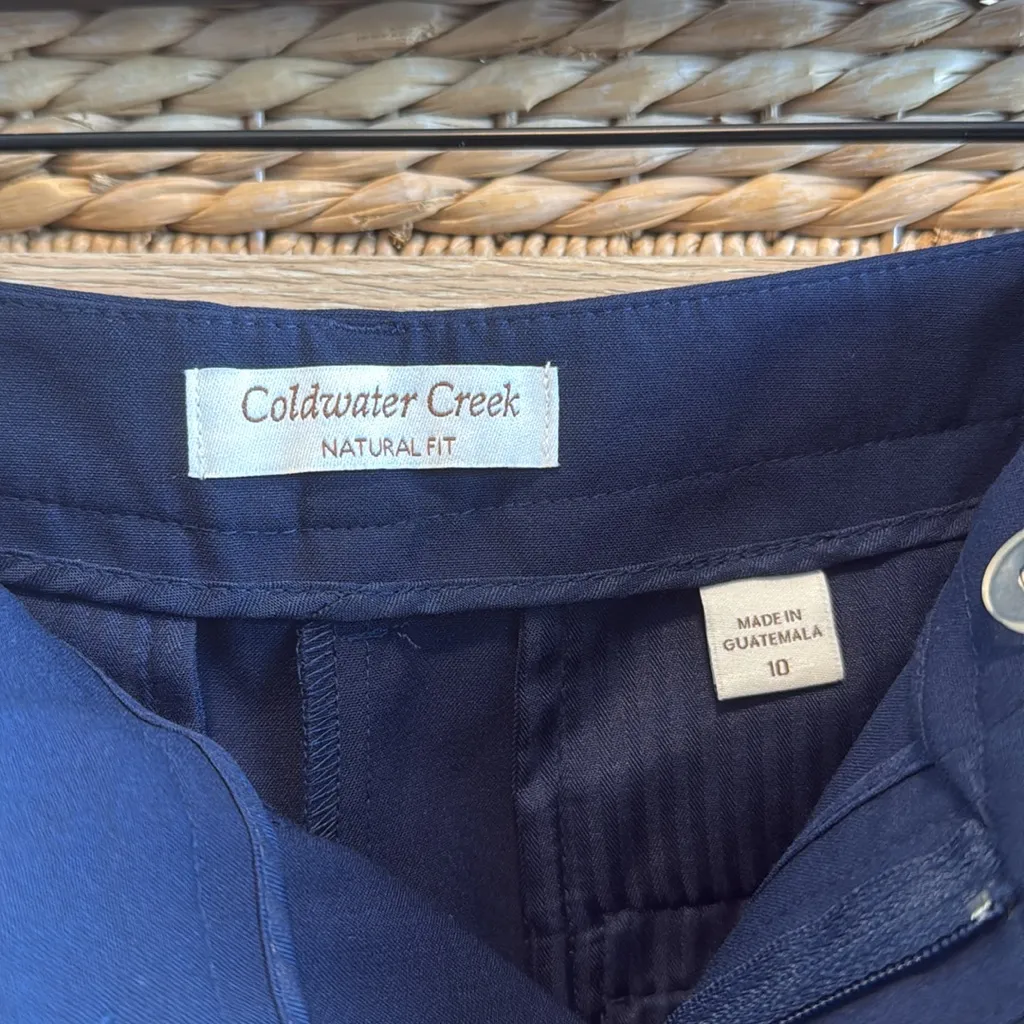 Coldwater Creek
NATURAL FIT
MADE IN
GUATEMALA
10